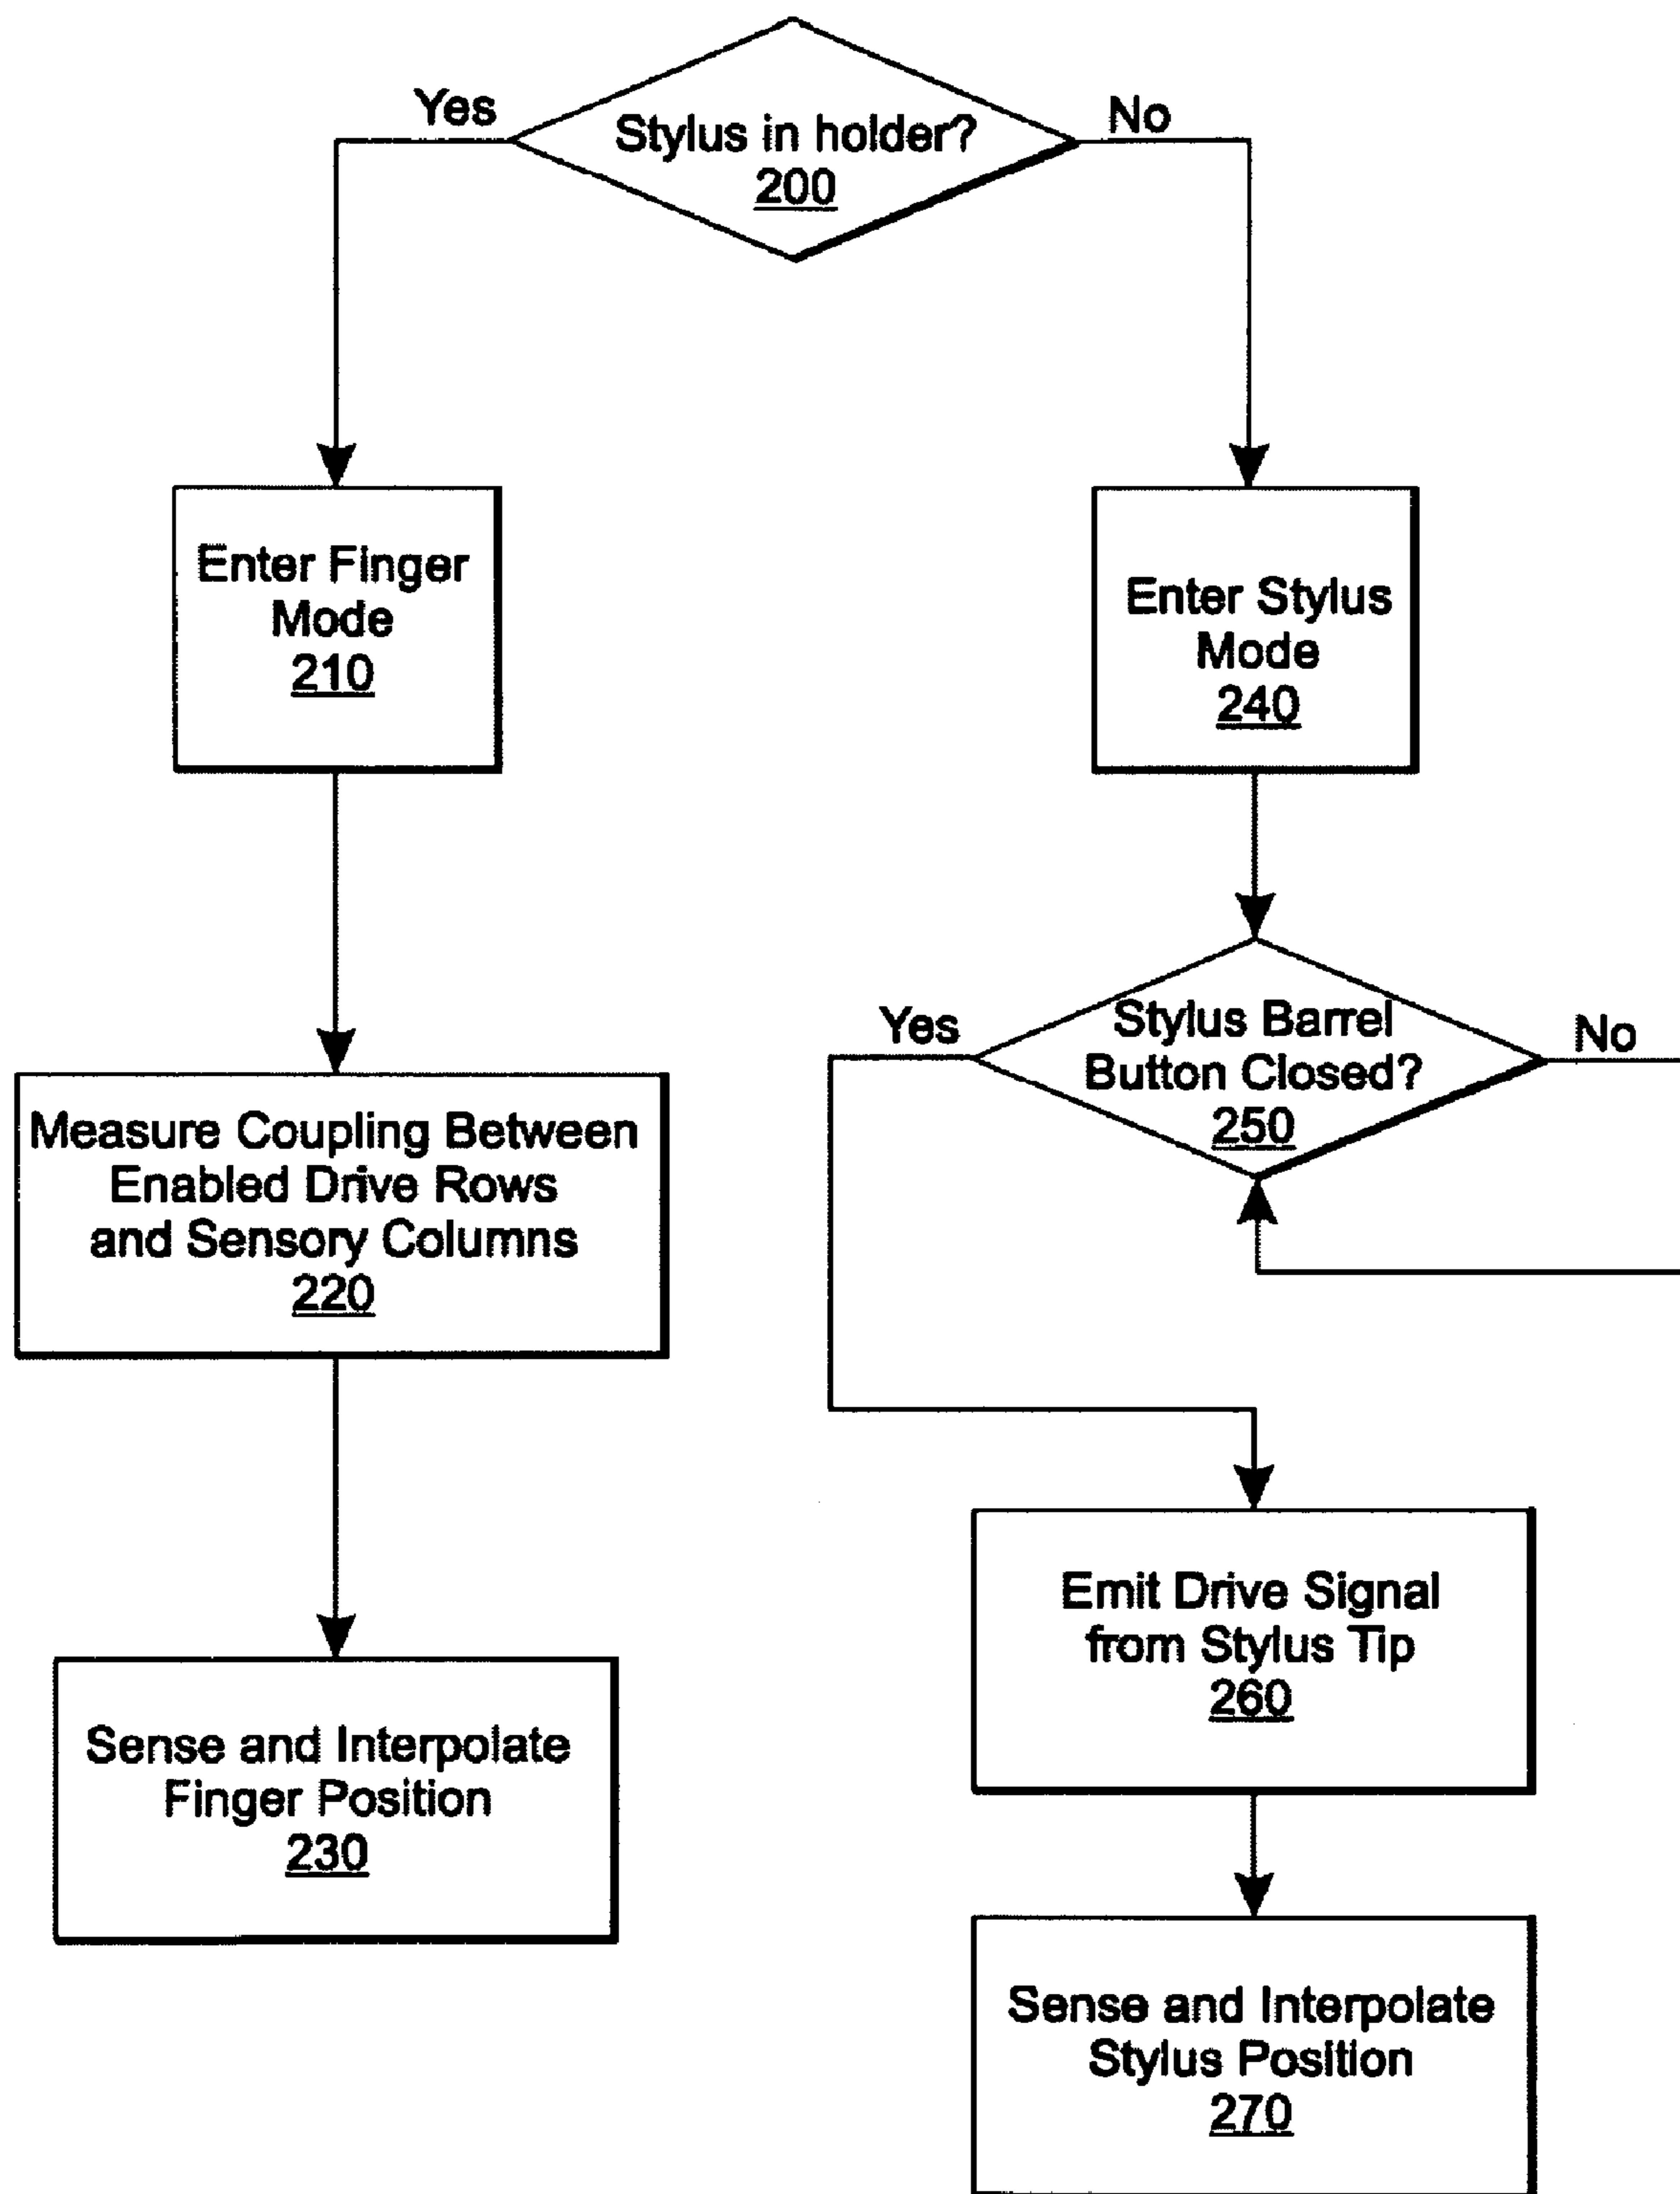 Stylus in holder?
200
Yes
No
Enter Finger
Mode
210
Measure Coupling Between
Enabled Drive Rows
and Sensory Columns
220
Sense and Interpolate
Finger Position
230
Enter Stylus
Mode
240
Stylus Barrel
Button Closed?
250
Yes
No
Emit Drive Signal
from Stylus Tip
260
Sense and Interpolate
Stylus Position
270